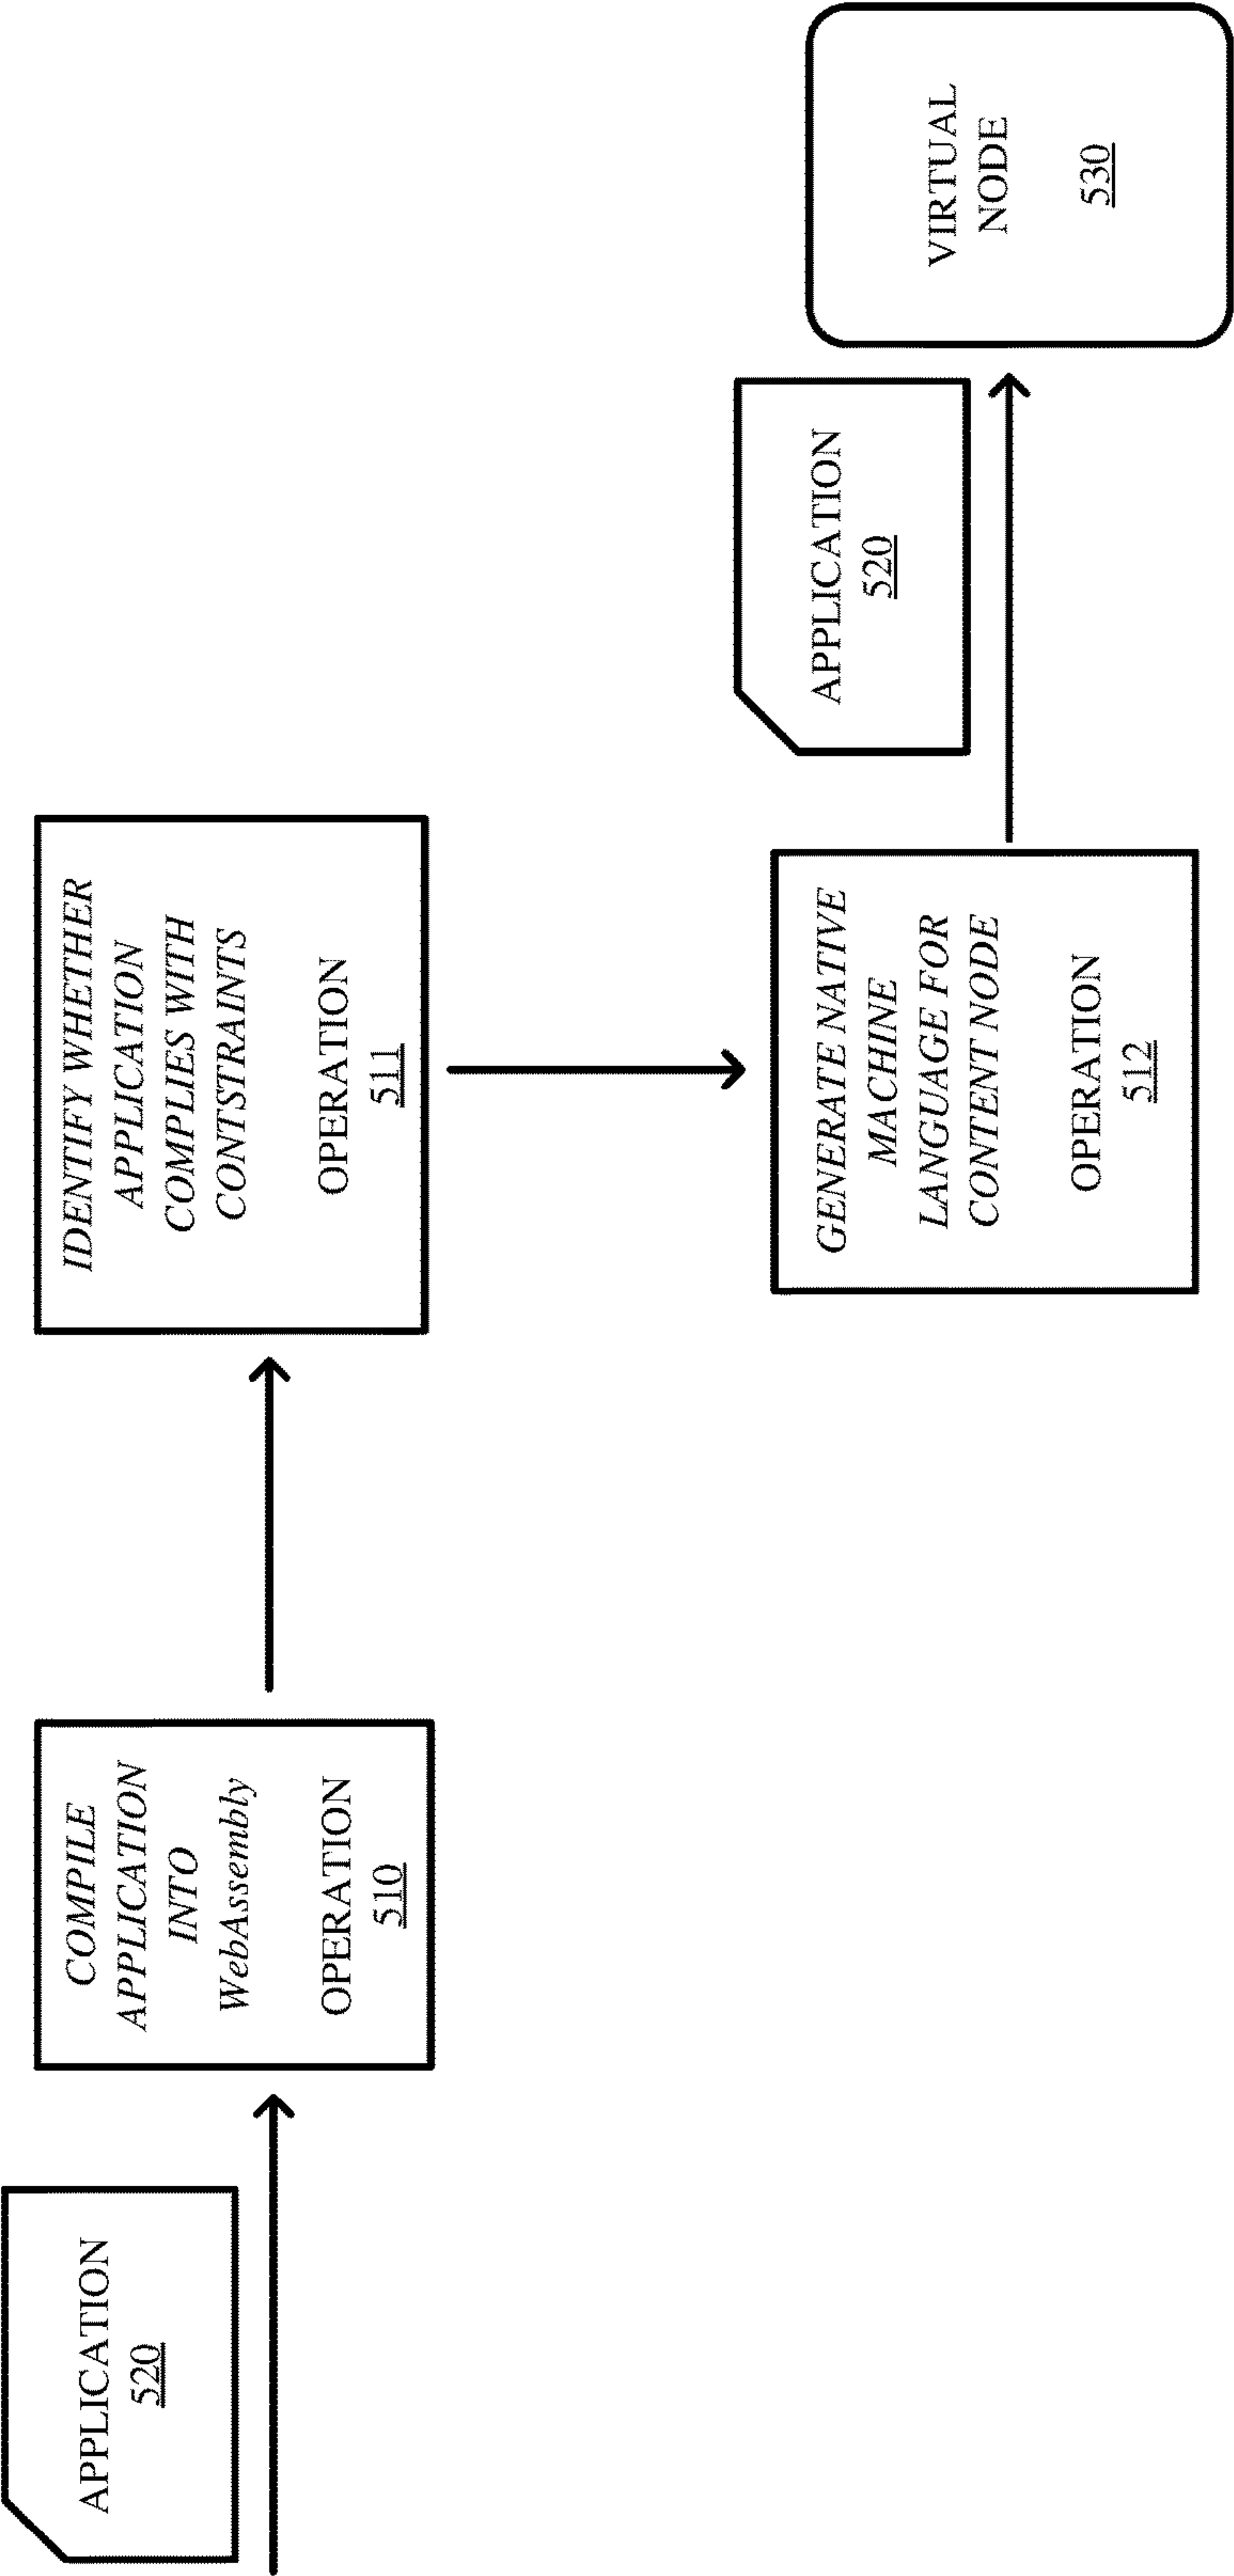 APPLICATION
520
COMPILE
APPLICATION
INTO
WebAssembly
OPERATION
510
IDENTIFY WHETHER
APPLICATION
COMPLIES WITH
CONTSTRAINTS
OPERATION
511
GENERATE NATIVE
MACHINE
LANGUAGE FOR
CONTENT NODE
OPERATION
512
APPLICATION
520
VIRTUAL
NODE
530